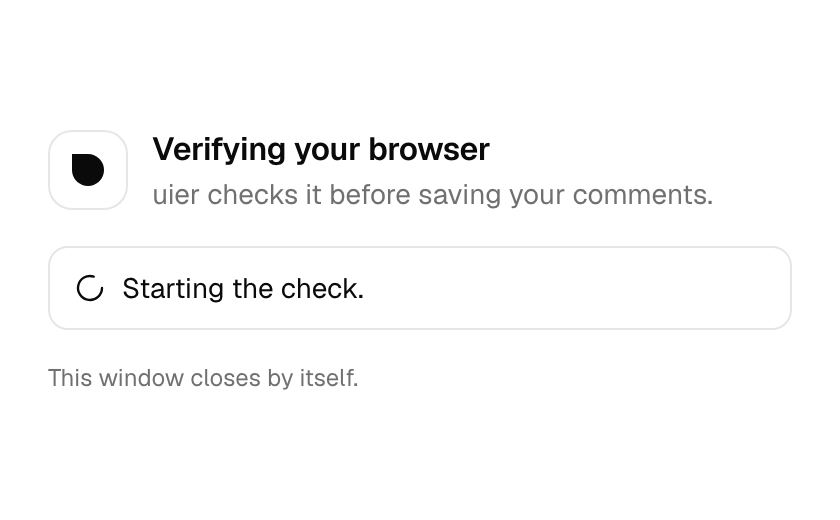 Verifying your browser
uier checks it before saving your comments.
Starting the check.
This window closes by itself.